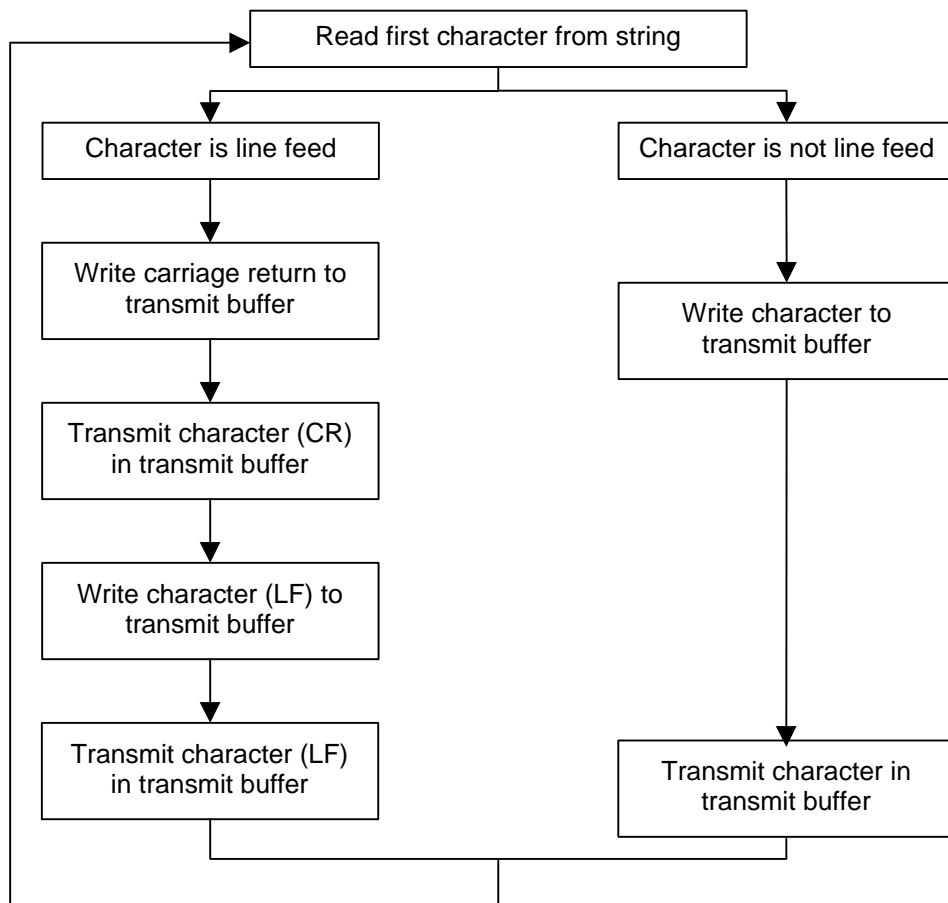 Read first character from string
Character is line feed
Character is not line feed
Write carriage return to
transmit buffer
Write character to
transmit buffer
Transmit character (CR)
in transmit buffer
Write character (LF) to
transmit buffer
Transmit character (LF)
in transmit buffer
Transmit character in
transmit buffer